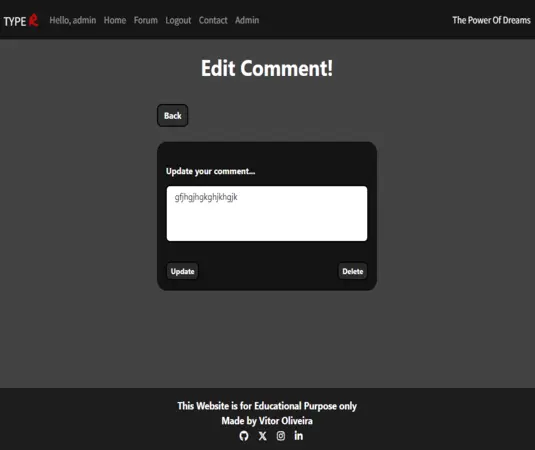 TYPE R
Hello, admin Home Forum Logout Contact Admin
The Power Of Dreams
Edit Comment!
Back
Update your comment...
gfjhgjhgkghjkhgjk
Update
Delete
This Website is for Educational Purpose only
Made by Vitor Oliveira